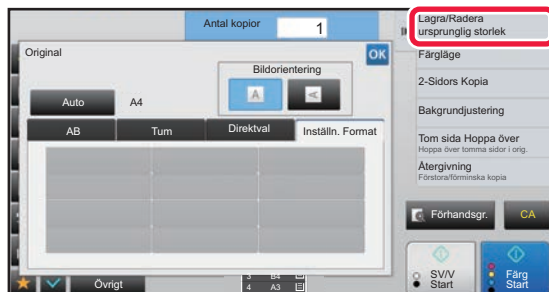 Antal kopior
1
Lagra/Radera
ursprunglig storlek
Original
OK
Färgläge
Bildorientering
A
A
2-Sidors Kopia
Auto
A4
Bakgrundjustering
AB
Tum
Direktval
Inställn. Format
Tom sida Hoppa över
Hoppa över tomma sidor i orig.
Återgivning
Förstora/förminska kopia
Förhandsgr.
CA
SV/V
Start
Färg
Start
Övrigt
3 B4
4 A3